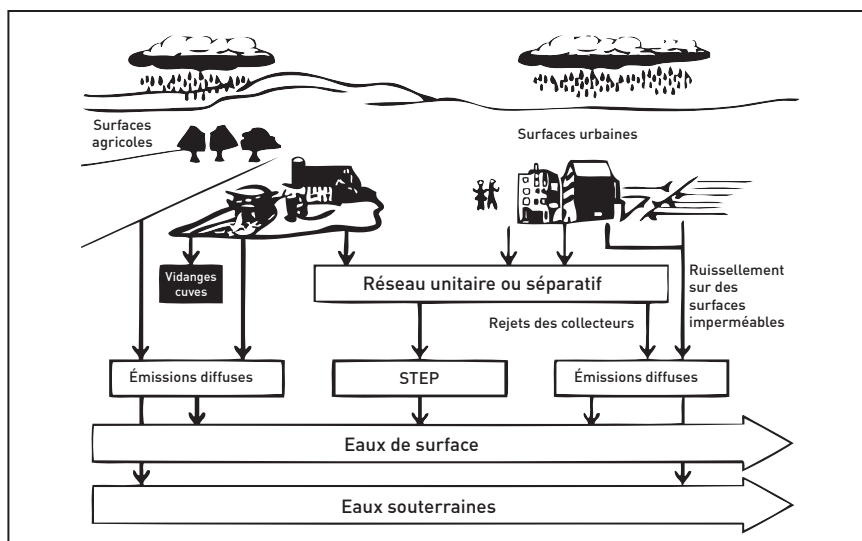 Surfaces
agricoles
Surfaces urbaines
Vidanges
cuves
Réseau unitaire ou séparatif
Ruissellement
sur des
surfaces
imperméables
Rejets des collecteurs
Émissions diffuses
STEP
Émissions diffuses
Eaux de surface
Eaux souterraines